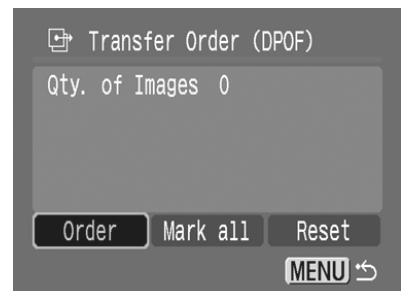 Transfer Order (DPOF)
Qty. of Images 0
Order Mark all Reset
MENU